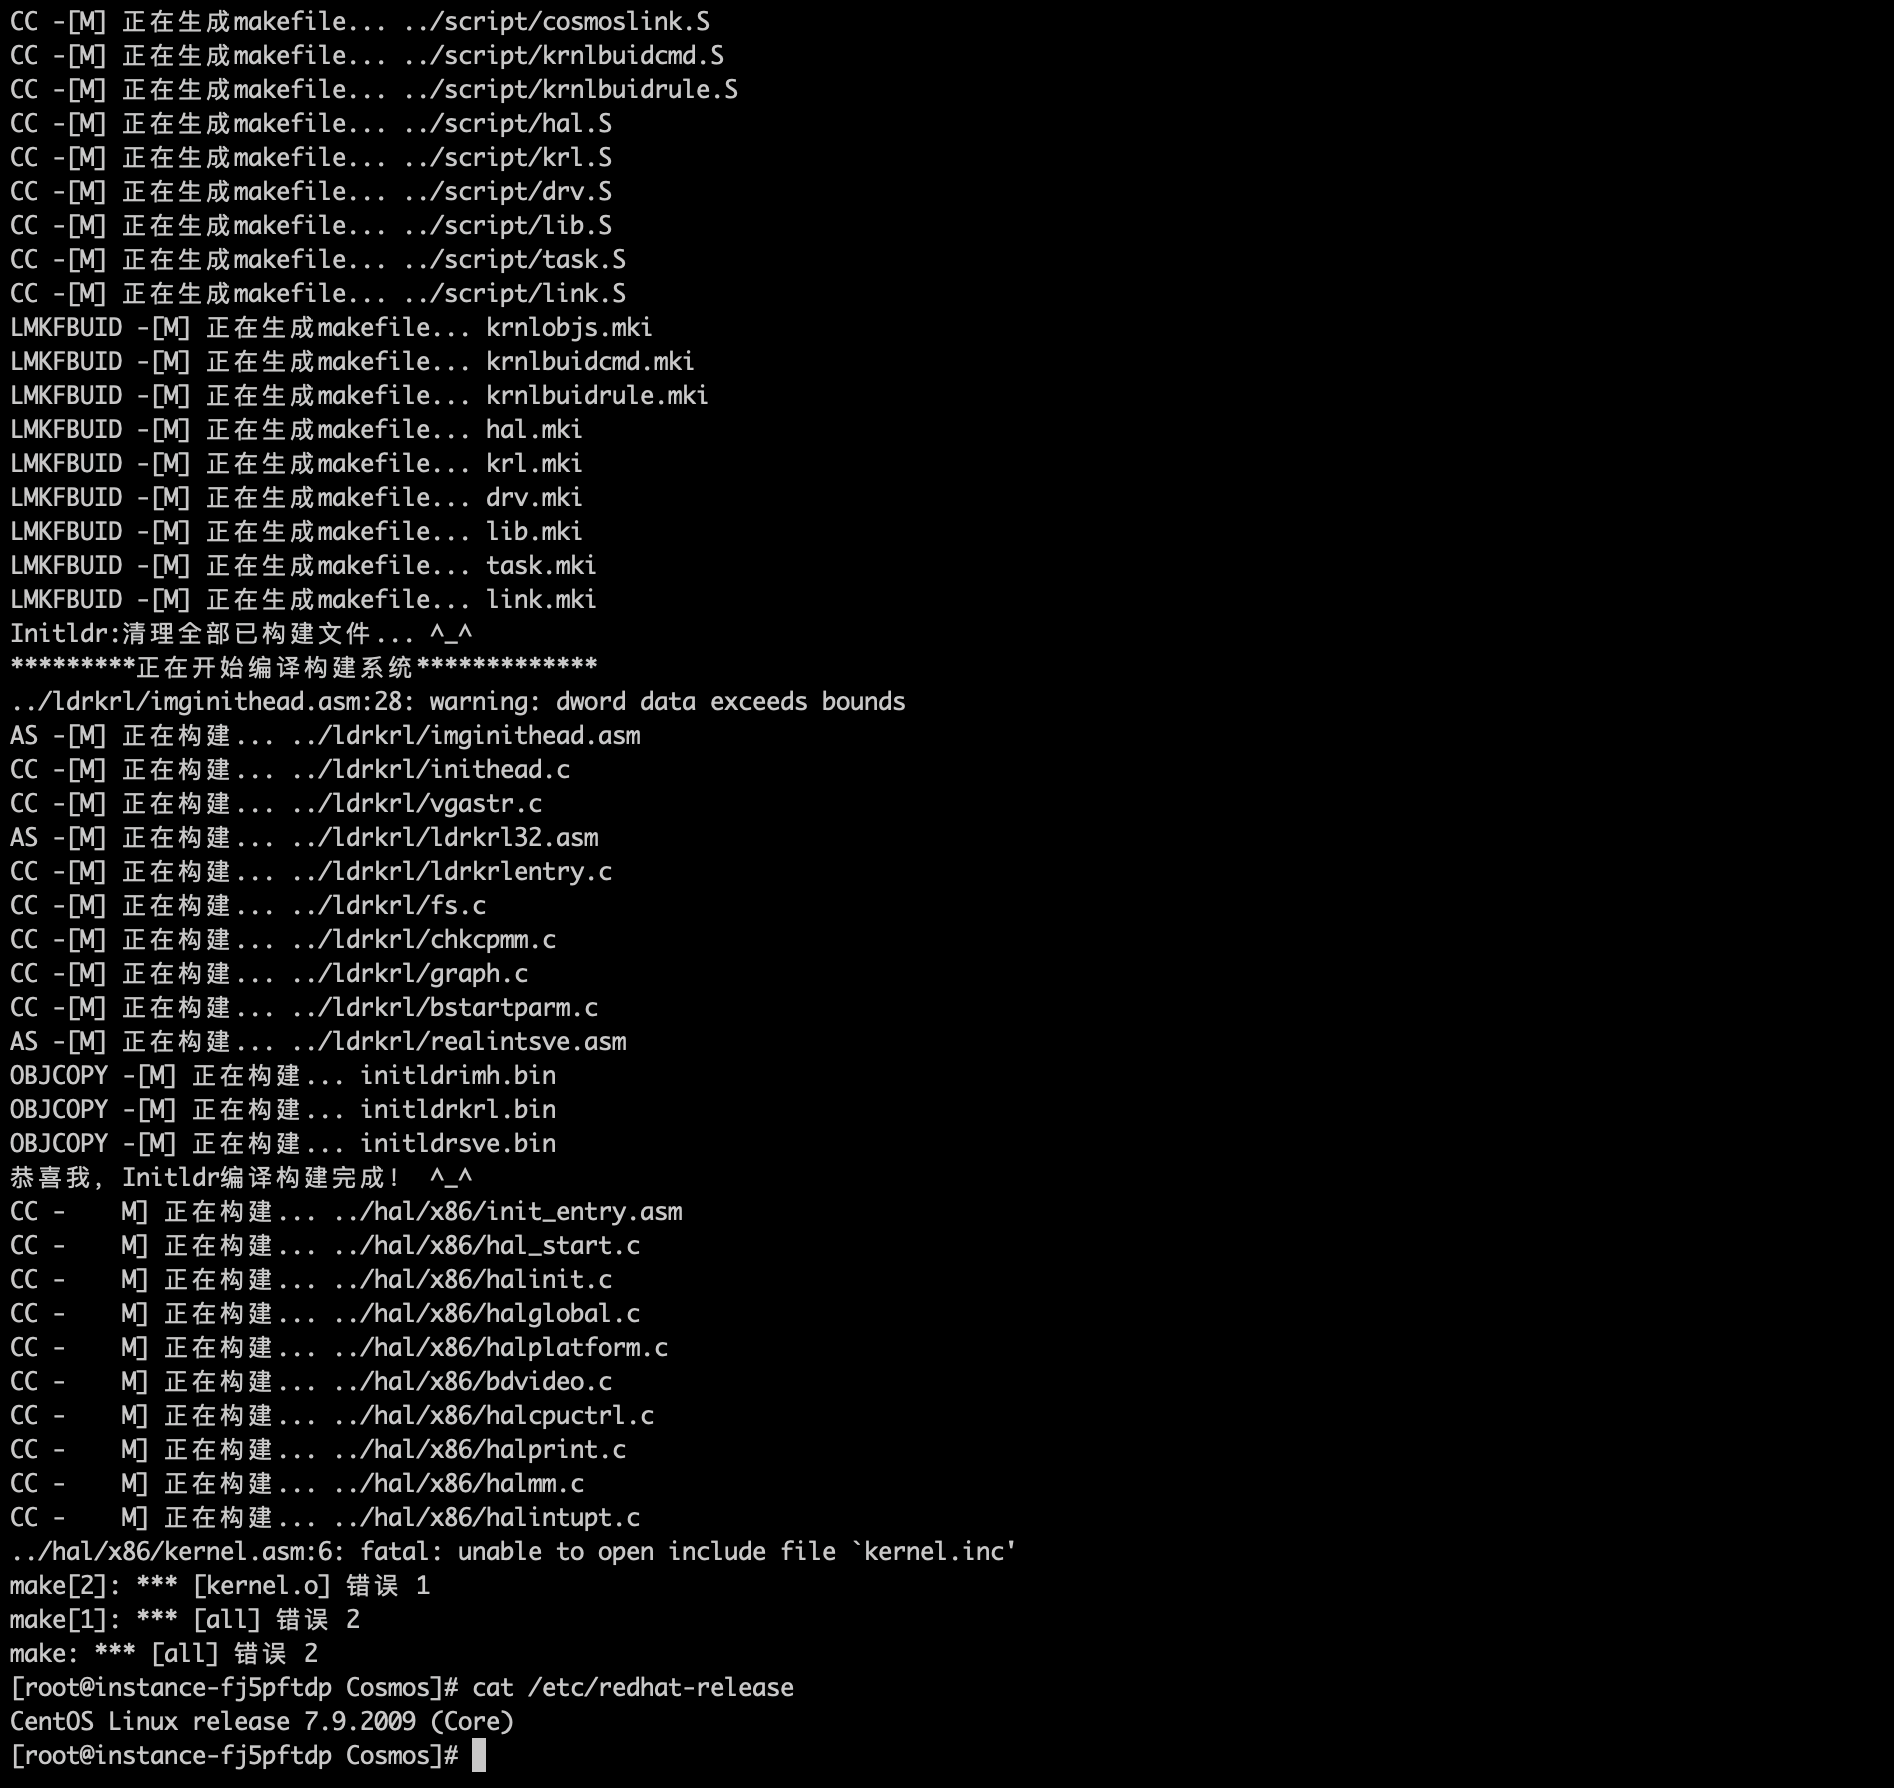 CC -[M] 正在生成makefile... ../script/cosmoslink.S
CC -[M] 正在生成makefile... ../script/krnlbuidcmd.S
CC -[M] 正在生成makefile... ../script/krnlbuidrule.S
CC -[M] 正在生成makefile... ../script/hal.S
CC -[M] 正在生成makefile... ../script/krl.S
CC -[M] 正在生成makefile... ../script/drv.S
CC -[M] 正在生成makefile... ../script/lib.S
CC -[M] 正在生成makefile... ../script/task.S
CC -[M] 正在生成makefile... ../script/link.S
LMKFBUID -[M] 正在生成makefile... krnlobjs.mki
LMKFBUID -[M] 正在生成makefile... krnlbuidcmd.mki
LMKFBUID -[M] 正在生成makefile... krnlbuidrule.mki
LMKFBUID -[M] 正在生成makefile... hal.mki
LMKFBUID -[M] 正在生成makefile... krl.mki
LMKFBUID -[M] 正在生成makefile... drv.mki
LMKFBUID -[M] 正在生成makefile... lib.mki
LMKFBUID -[M] 正在生成makefile... task.mki
LMKFBUID -[M] 正在生成makefile... link.mki
Initldr:清理全部已构建文件... ^_^
*********正在开始编译构建系统*************
../ldrkrl/imginithead.asm:28: warning: dword data exceeds bounds
AS -[M] 正在构建... ../ldrkrl/imginithead.asm
CC -[M] 正在构建... ../ldrkrl/inithead.c
CC -[M] 正在构建... ../ldrkrl/vgastr.c
AS -[M] 正在构建... ../ldrkrl/ldrkrl32.asm
CC -[M] 正在构建... ../ldrkrl/ldrkrlentry.c
CC -[M] 正在构建... ../ldrkrl/fs.c
CC -[M] 正在构建... ../ldrkrl/chkcpmm.c
CC -[M] 正在构建... ../ldrkrl/graph.c
CC -[M] 正在构建... ../ldrkrl/bstartparm.c
AS -[M] 正在构建... ../ldrkrl/realintsve.asm
OBJCOPY -[M] 正在构建... initldrimh.bin
OBJCOPY -[M] 正在构建... initldrkrl.bin
OBJCOPY -[M] 正在构建... initldrsve.bin
恭喜我，Initldr编译构建完成！ ^_^
CC -    M] 正在构建... ../hal/x86/init_entry.asm
CC -    M] 正在构建... ../hal/x86/hal_start.c
CC -    M] 正在构建... ../hal/x86/halinit.c
CC -    M] 正在构建... ../hal/x86/halglobal.c
CC -    M] 正在构建... ../hal/x86/halplatform.c
CC -    M] 正在构建... ../hal/x86/bdvideo.c
CC -    M] 正在构建... ../hal/x86/halcpuctrl.c
CC -    M] 正在构建... ../hal/x86/halprint.c
CC -    M] 正在构建... ../hal/x86/halmm.c
CC -    M] 正在构建... ../hal/x86/halintupt.c
../hal/x86/kernel.asm:6: fatal: unable to open include file `kernel.inc'
make[2]: *** [kernel.o] 错误 1
make[1]: *** [all] 错误 2
make: *** [all] 错误 2
[root@instance-fj5pftdp Cosmos]# cat /etc/redhat-release
CentOS Linux release 7.9.2009 (Core)
[root@instance-fj5pftdp Cosmos]#